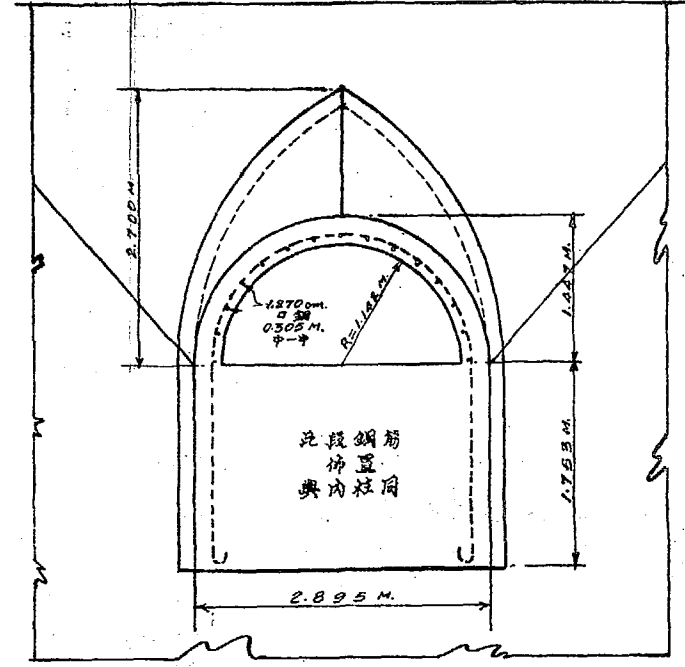 2.700 M.
1.270 cm.
口鋼
0.305 M.
中一中
R=1.148 M.
1.447 M.
此段鋼筋
佈置
與內柱同
1.753 M.
2.895 M.